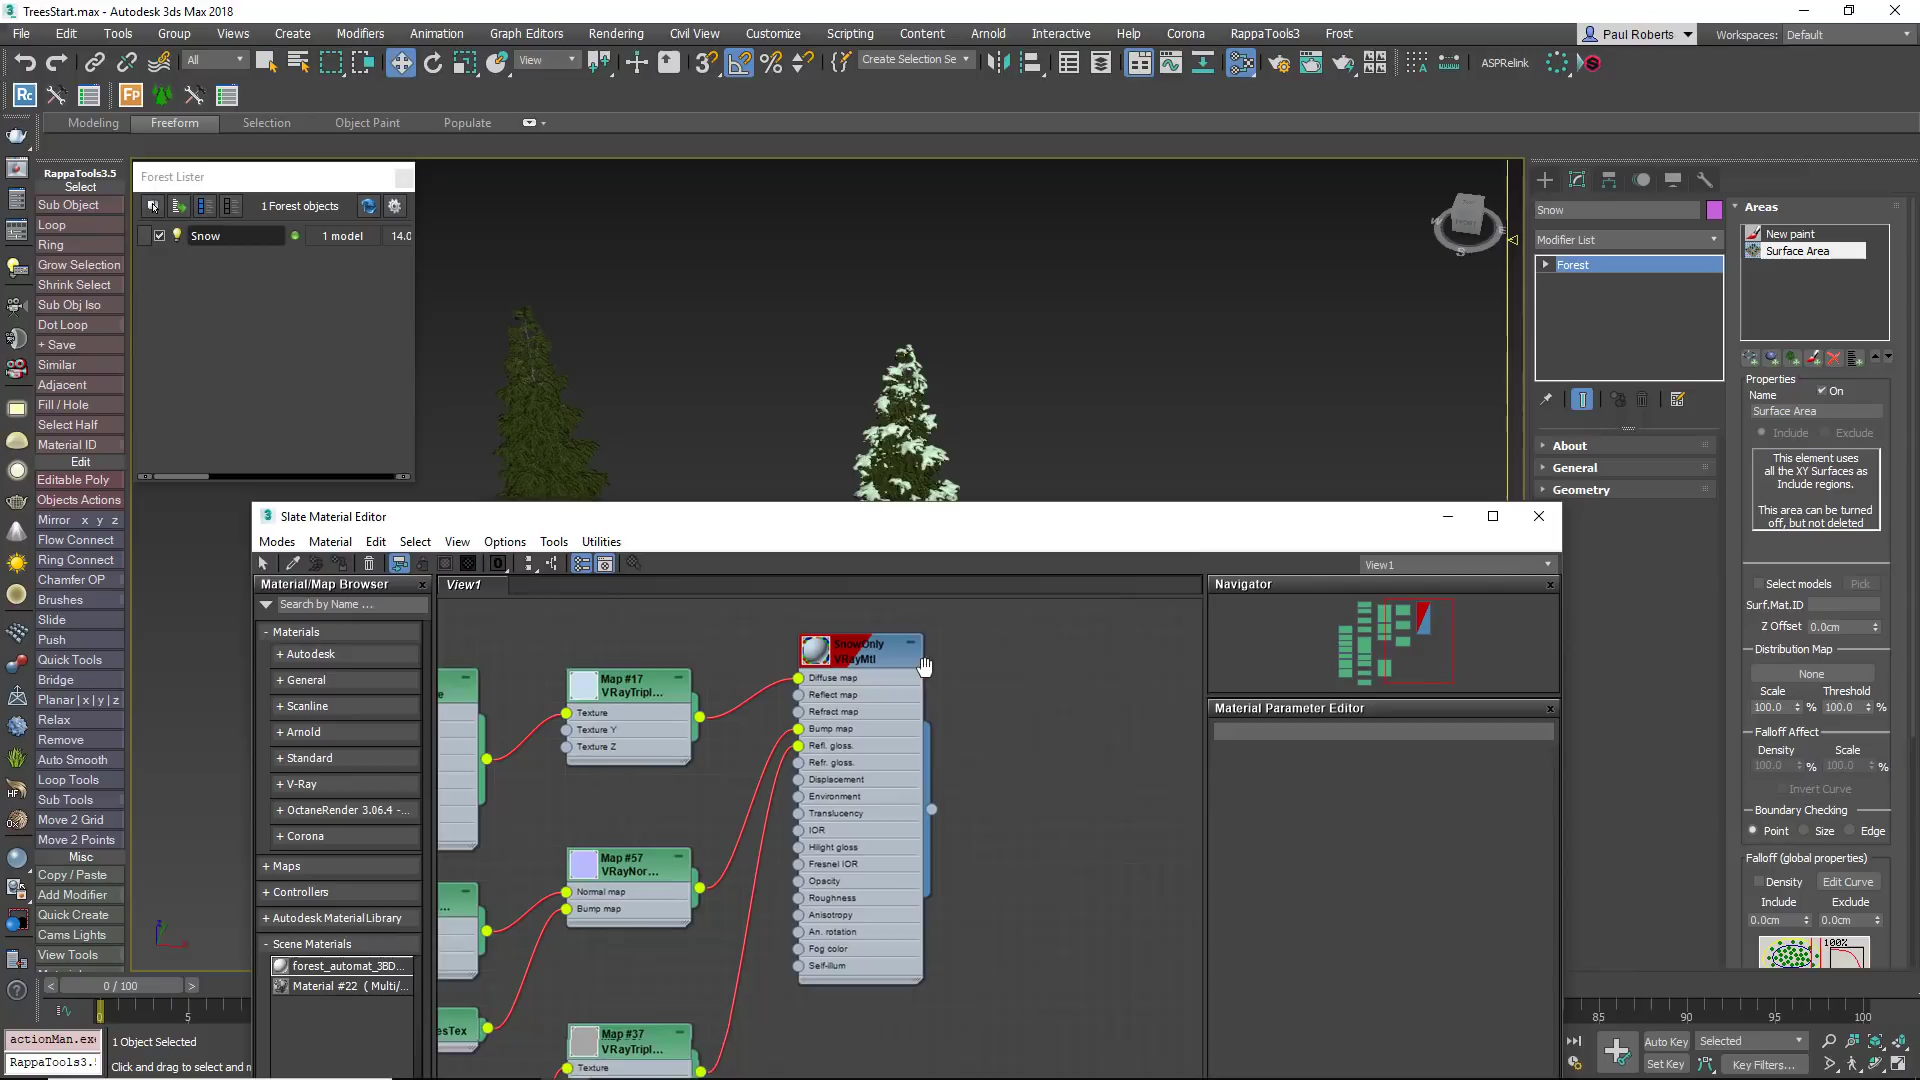 TreesStart.max - Autodesk 3ds Max 2018
File Edit Tools Group Views Create Modifiers Animation Graph Editors Rendering Civil View Customize Scripting Content Arnold Interactive Help Corona RappaTools3 Frost Paul Roberts Workspaces: Default
All View Create Selection Se ASPRelink
Rc FP
Modeling Freeform Selection Object Paint Populate
RappaTools3.5
Select
Sub Object
Loop
Ring
Grow Selection
Shrink Select
Sub Obj Iso
Dot Loop
+ Save
Similar
Adjacent
Fill / Hole
Select Half
Material ID
Edit
Editable Poly
Objects Actions
Mirror x y z
Flow Connect
Ring Connect
Chamfer OP
Brushes
Slide
Push
Quick Tools
Bridge
Planar | x | y | z
Relax
Remove
Auto Smooth
Loop Tools
Sub Tools
Move 2 Grid
Move 2 Points
Misc
Copy / Paste
Add Modifier
Quick Create
Cams Lights
View Tools
Forest Lister
1 Forest objects
Snow 1 model 14.0
Slate Material Editor
Modes Material Edit Select View Options Tools Utilities
View1
Material/Map Browser
Search by Name ...
- Materials
+ Autodesk
+ General
+ Scanline
+ Arnold
+ Standard
+ V-Ray
+ OctaneRender 3.06.4 -...
+ Corona
+ Maps
+ Controllers
+ Autodesk Material Library
- Scene Materials
forest_automat_3BD...
Material #22 ( Multi/...
View1
Map #17
VRayTripl...
Texture
Texture Y
Texture Z
Map #57
VRayNor...
Normal map
Bump map
esTex
Map #37
VRayTripl...
Texture
SnowOnly
VRayMtl
Diffuse map
Reflect map
Refract map
Bump map
Refl. gloss.
Refr. gloss.
Displacement
Environment
Translucency
IOR
Hilight gloss
Fresnel IOR
Opacity
Roughness
Anisotropy
An. rotation
Fog color
Self-illum
Navigator
Material Parameter Editor
Snow
Modifier List
Forest
About
General
Geometry
Areas
New paint
Surface Area
Properties
Name On
Surface Area
Include Exclude
This element uses
all the XY Surfaces as
Include regions.
This area can be turned
off, but not deleted
Select models Pick
Surf.Mat.ID
Z Offset 0.0cm
Distribution Map
None
Scale Threshold
100.0 % 100.0 %
Falloff Affect
Density Scale
100.0 % 100.0 %
Invert Curve
Boundary Checking
Point Size Edge
Falloff (global properties)
Density Edit Curve
Include Exclude
0.0cm 0.0cm
100%
< 0 / 100 >
0 5 85 90 95 100
actionMan.exe 1 Object Selected
RappaTools3.5 Click and drag to select and m
Auto Key Selected
Set Key Key Filters...